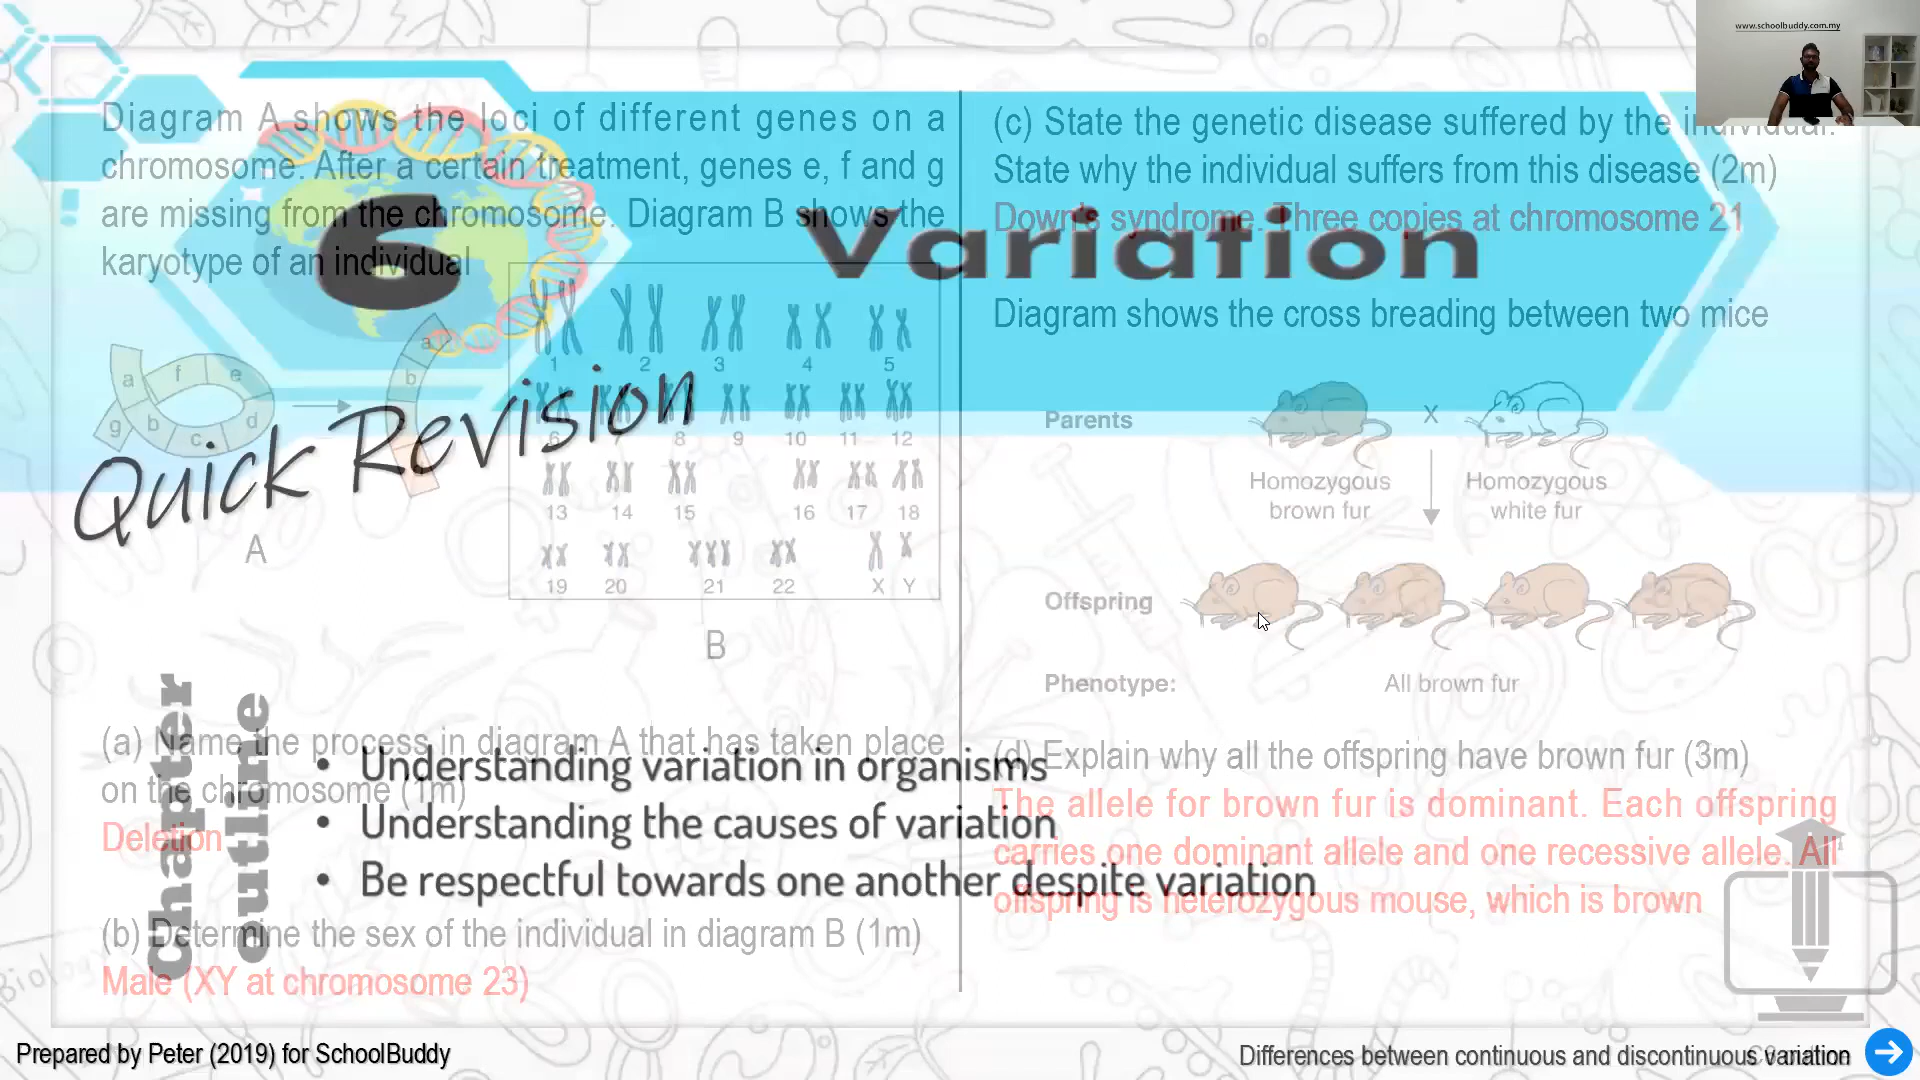 www.schoolbuddy.com.my
6
Variation
Quick Revision
Chapter
outline
• Understanding variation in organisms
• Understanding the causes of variation
• Be respectful towards one another despite variation
Diagram A shows the loci of different genes on a
chromosome. After a certain treatment, genes e, f and g
are missing from the chromosome. Diagram B shows the
karyotype of an individual
a f e
g b c d
a
b
A
1 2 3 4 5
6 7 8 9 10 11 12
13 14 15 16 17 18
19 20 21 22 X Y
B
(a) Name the process in diagram A that has taken place
on the chromosome (1m)
Deletion
(b) Determine the sex of the individual in diagram B (1m)
Male (XY at chromosome 23)
(c) State the genetic disease suffered by the individual.
State why the individual suffers from this disease (2m)
Down's syndrome. Three copies at chromosome 21
Diagram shows the cross breading between two mice
Parents
X
Homozygous
brown fur
Homozygous
white fur
Offspring
Phenotype:
All brown fur
(d) Explain why all the offspring have brown fur (3m)
The allele for brown fur is dominant. Each offspring
carries one dominant allele and one recessive allele. All
offspring is heterozygous mouse, which is brown
Biology
Prepared by Peter (2019) for SchoolBuddy
Differences between continuous and discontinuous variation